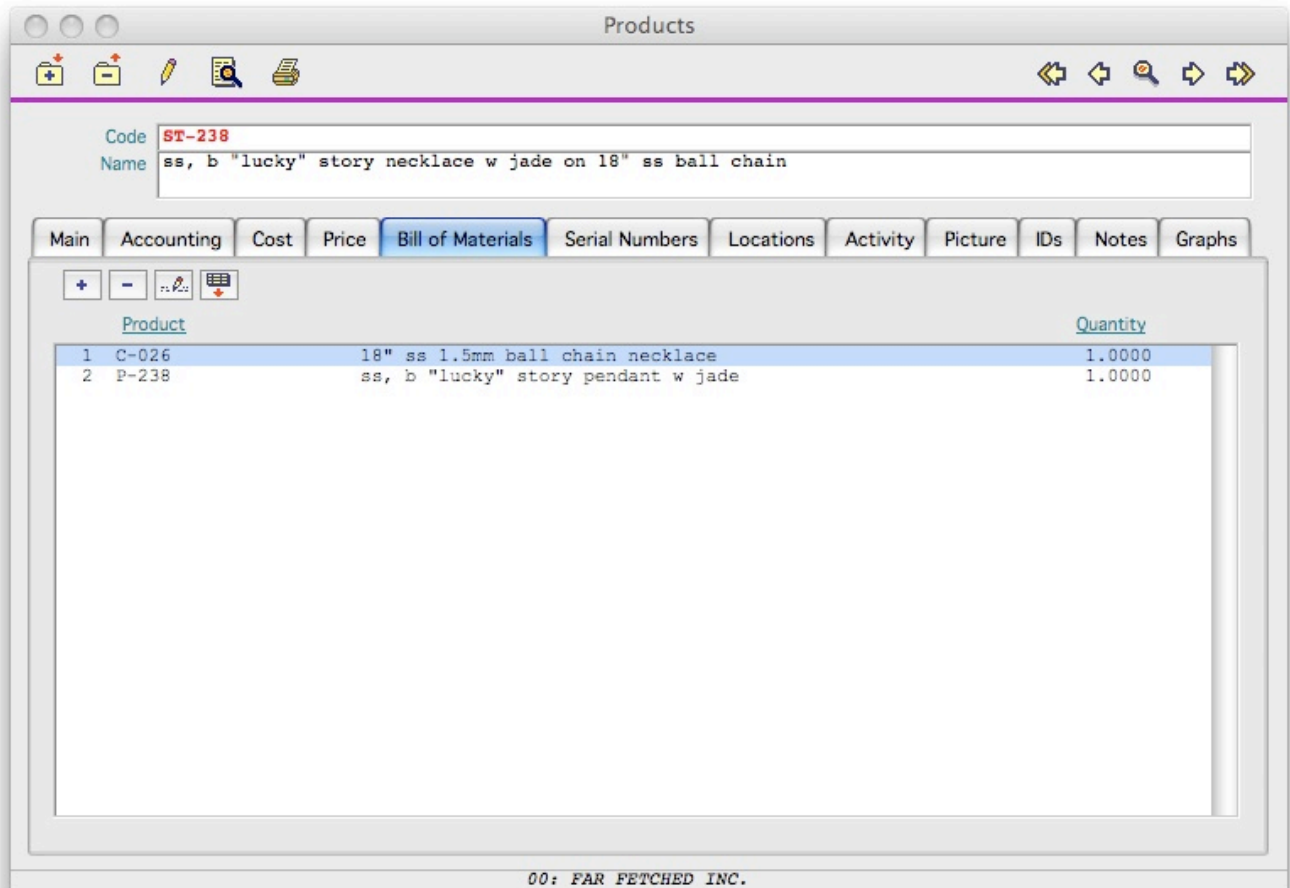 Products
Code ST-238
Name ss, b "lucky" story necklace w jade on 18" ss ball chain
Main Accounting Cost Price Bill of Materials Serial Numbers Locations Activity Picture IDs Notes Graphs
Product Quantity
1 C-026 18" ss 1.5mm ball chain necklace 1.0000
2 P-238 ss, b "lucky" story pendant w jade 1.0000
00: FAR FETCHED INC.